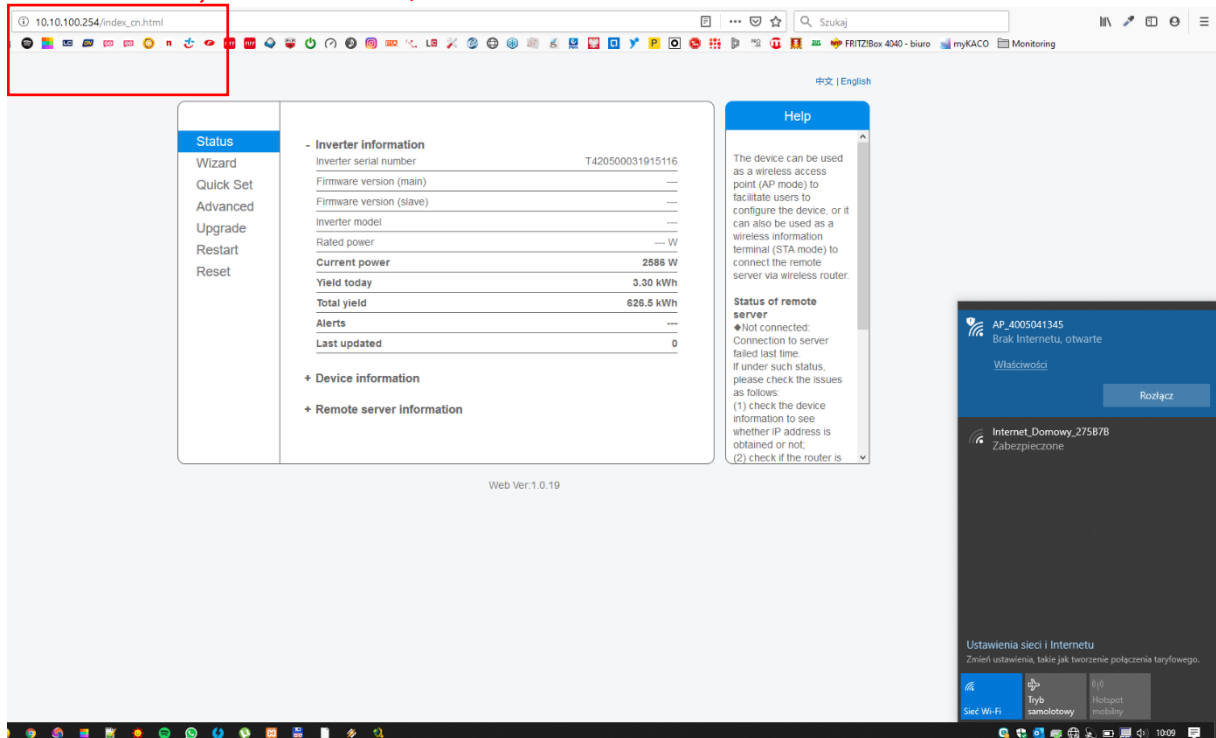 10.10.100.254/index_cn.html
Szukaj
FRITZ!Box 4040 - biuro
myKACO
Monitoring
中文 | English
Status
Wizard
Quick Set
Advanced
Upgrade
Restart
Reset
- Inverter information
Inverter serial number T420500031915116
Firmware version (main) ---
Firmware version (slave) ---
Inverter model ---
Rated power --- W
Current power 2586 W
Yield today 3.30 kWh
Total yield 626.5 kWh
Alerts ---
Last updated 0
+ Device information
+ Remote server information
Help
The device can be used
as a wireless access
point (AP mode) to
facilitate users to
configure the device, or it
can also be used as a
wireless information
terminal (STA mode) to
connect the remote
server via wireless router.
Status of remote
server
◆Not connected:
Connection to server
failed last time.
If under such status,
please check the issues
as follows:
(1) check the device
information to see
whether IP address is
obtained or not;
(2) check if the router is
Web Ver:1.0.19
AP_4005041345
Brak Internetu, otwarte
Właściwości
Rozłącz
Internet_Domowy_275B7B
Zabezpieczone
Ustawienia sieci i Internetu
Zmień ustawienia, takie jak tworzenie połączenia taryfowego.
Sieć Wi-Fi
Tryb
samolotowy
Hotspot
mobilny
10:09